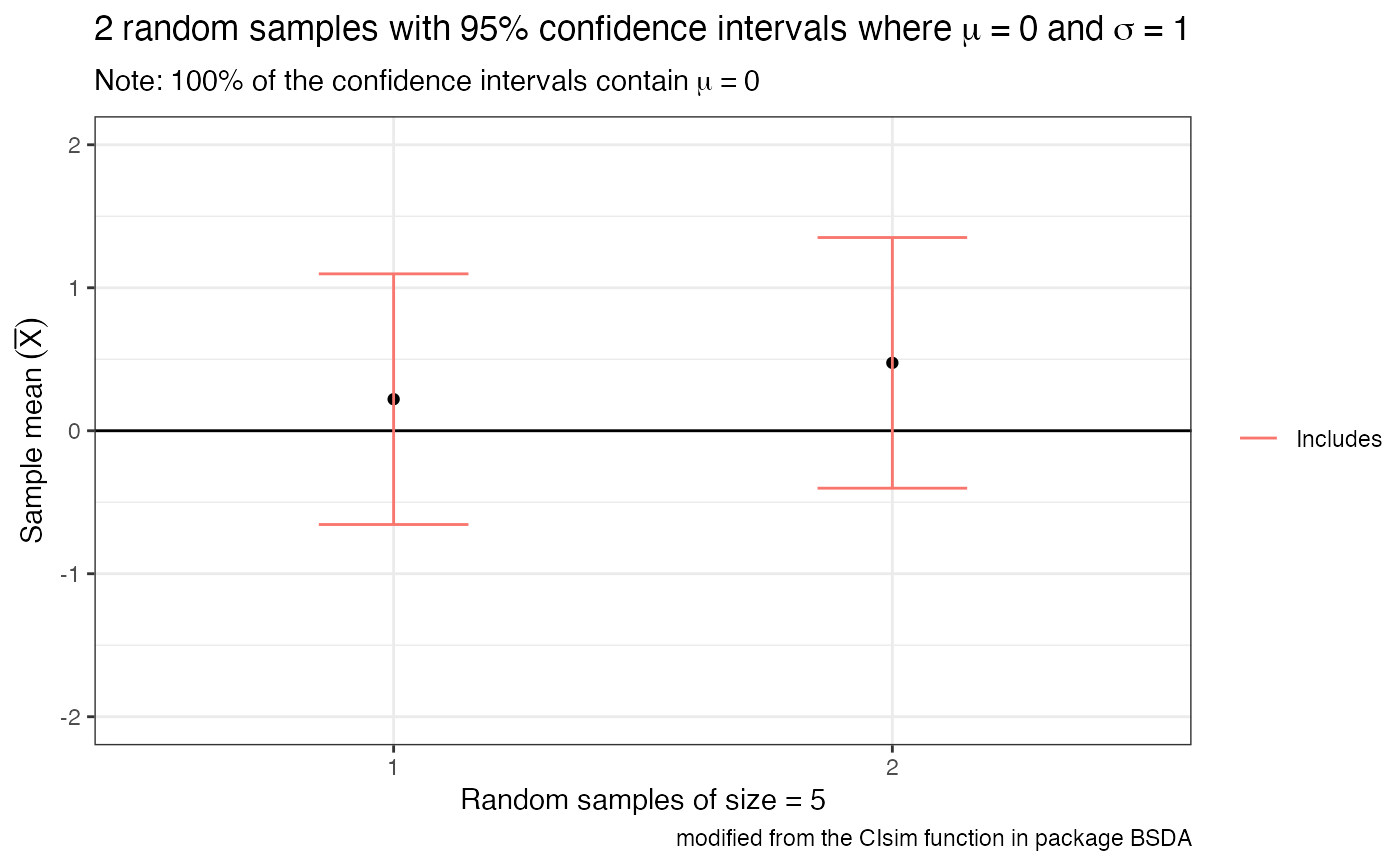 2 random samples with 95% confidence intervals where μ = 0 and σ = 1
Note: 100% of the confidence intervals contain μ = 0
2
1
0
-1
-2
Sample mean (X̅)
1
2
Random samples of size = 5
Includes
modified from the CIsim function in package BSDA